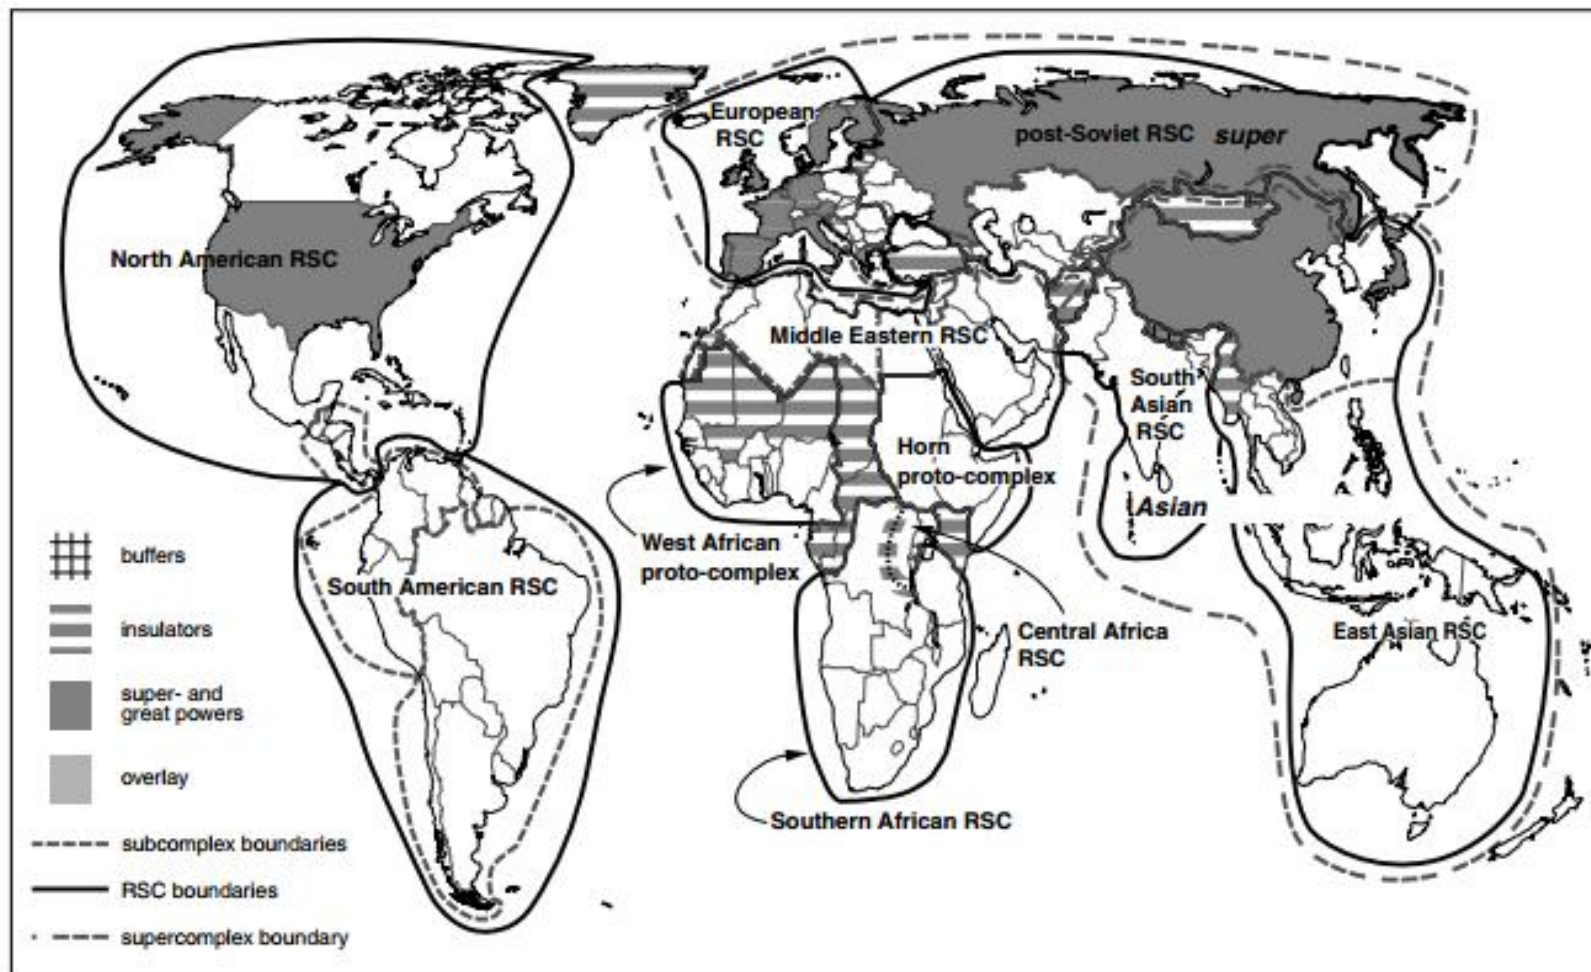 European
RSC
post-Soviet RSC super
North American RSC
Middle Eastern RSC
South
Asian
RSC
Horn
proto-complex
Asian
West African
proto-complex
South American RSC
Central Africa
RSC
East Asian RSC
Southern African RSC
buffers
insulators
super- and
great powers
overlay
subcomplex boundaries
RSC boundaries
supercomplex boundary